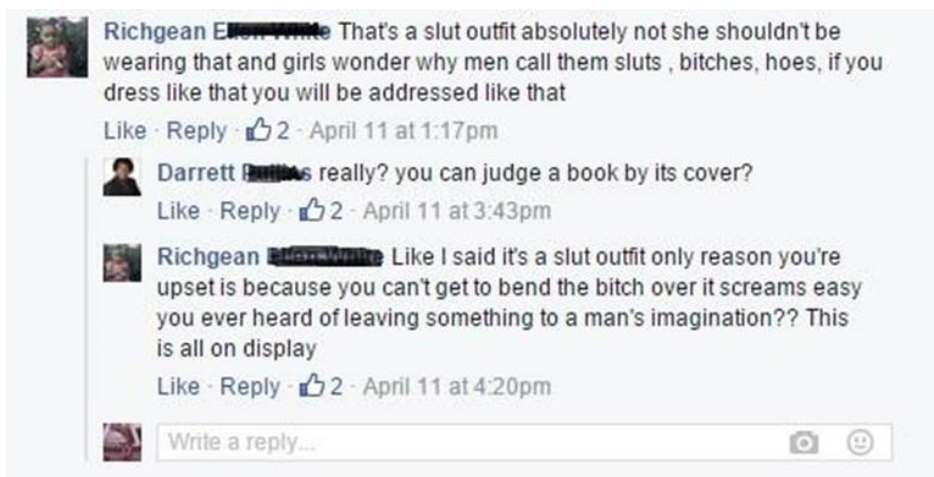 Richgean That's a slut outfit absolutely not she shouldn't be
wearing that and girls wonder why men call them sluts , bitches, hoes, if you
dress like that you will be addressed like that
Like · Reply · 2 · April 11 at 1:17pm
Darrett really? you can judge a book by its cover?
Like · Reply · 2 · April 11 at 3:43pm
Richgean Like I said it's a slut outfit only reason you're
upset is because you can't get to bend the bitch over it screams easy
you ever heard of leaving something to a man's imagination?? This
is all on display
Like · Reply · 2 · April 11 at 4:20pm
Write a reply...